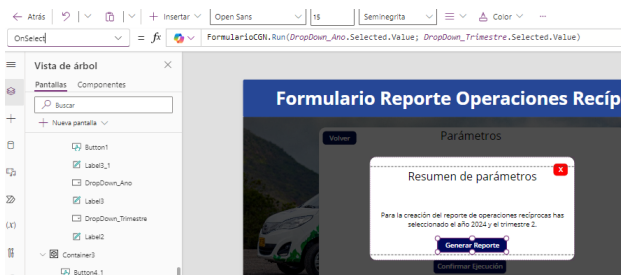 Atrás
Insertar
Open Sans
15
Seminegrita
Color
OnSelect
= fx
FormularioCGN.Run(DropDown_Ano.Selected.Value; DropDown_Trimestre.Selected.Value)
Vista de árbol
Pantallas Componentes
Buscar
Nueva pantalla
Button1
Label3_1
DropDown_Ano
Label3
DropDown_Trimestre
Label2
Container3
Button4_1
Formulario Reporte Operaciones Recíp
Volver
Parámetros
Resumen de parámetros
X
Para la creación del reporte de operaciones recíprocas has
seleccionado el año 2024 y el trimestre 2.
Generar Reporte
Confirmar Ejecución